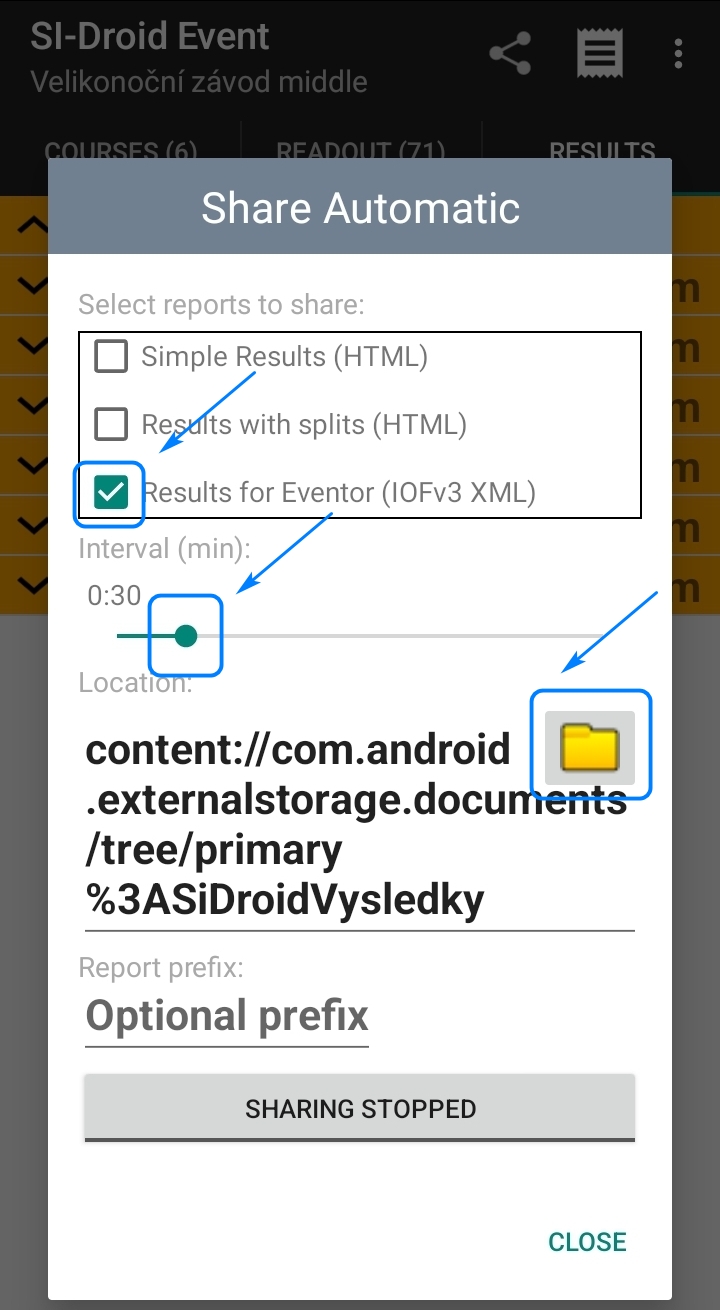 SI-Droid Event
Velikonoční závod middle
COURSES (6) READOUT (71) RESULTS
Share Automatic
Select reports to share:
Simple Results (HTML)
Results with splits (HTML)
Results for Eventor (IOFv3 XML)
Interval (min):
0:30
Location:
content://com.android
.externalstorage.documents
/tree/primary
%3ASiDroidVysledky
Report prefix:
Optional prefix
SHARING STOPPED
CLOSE